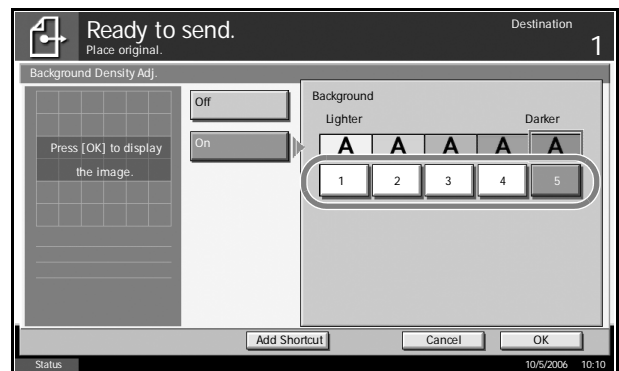 Ready to send.
Place original.
Destination
1
Background Density Adj.
Press [OK] to display
the image.
Off
On
Background
Lighter Darker
A A A A A
1 2 3 4 5
Add Shortcut Cancel OK
Status 10/5/2006 10:10